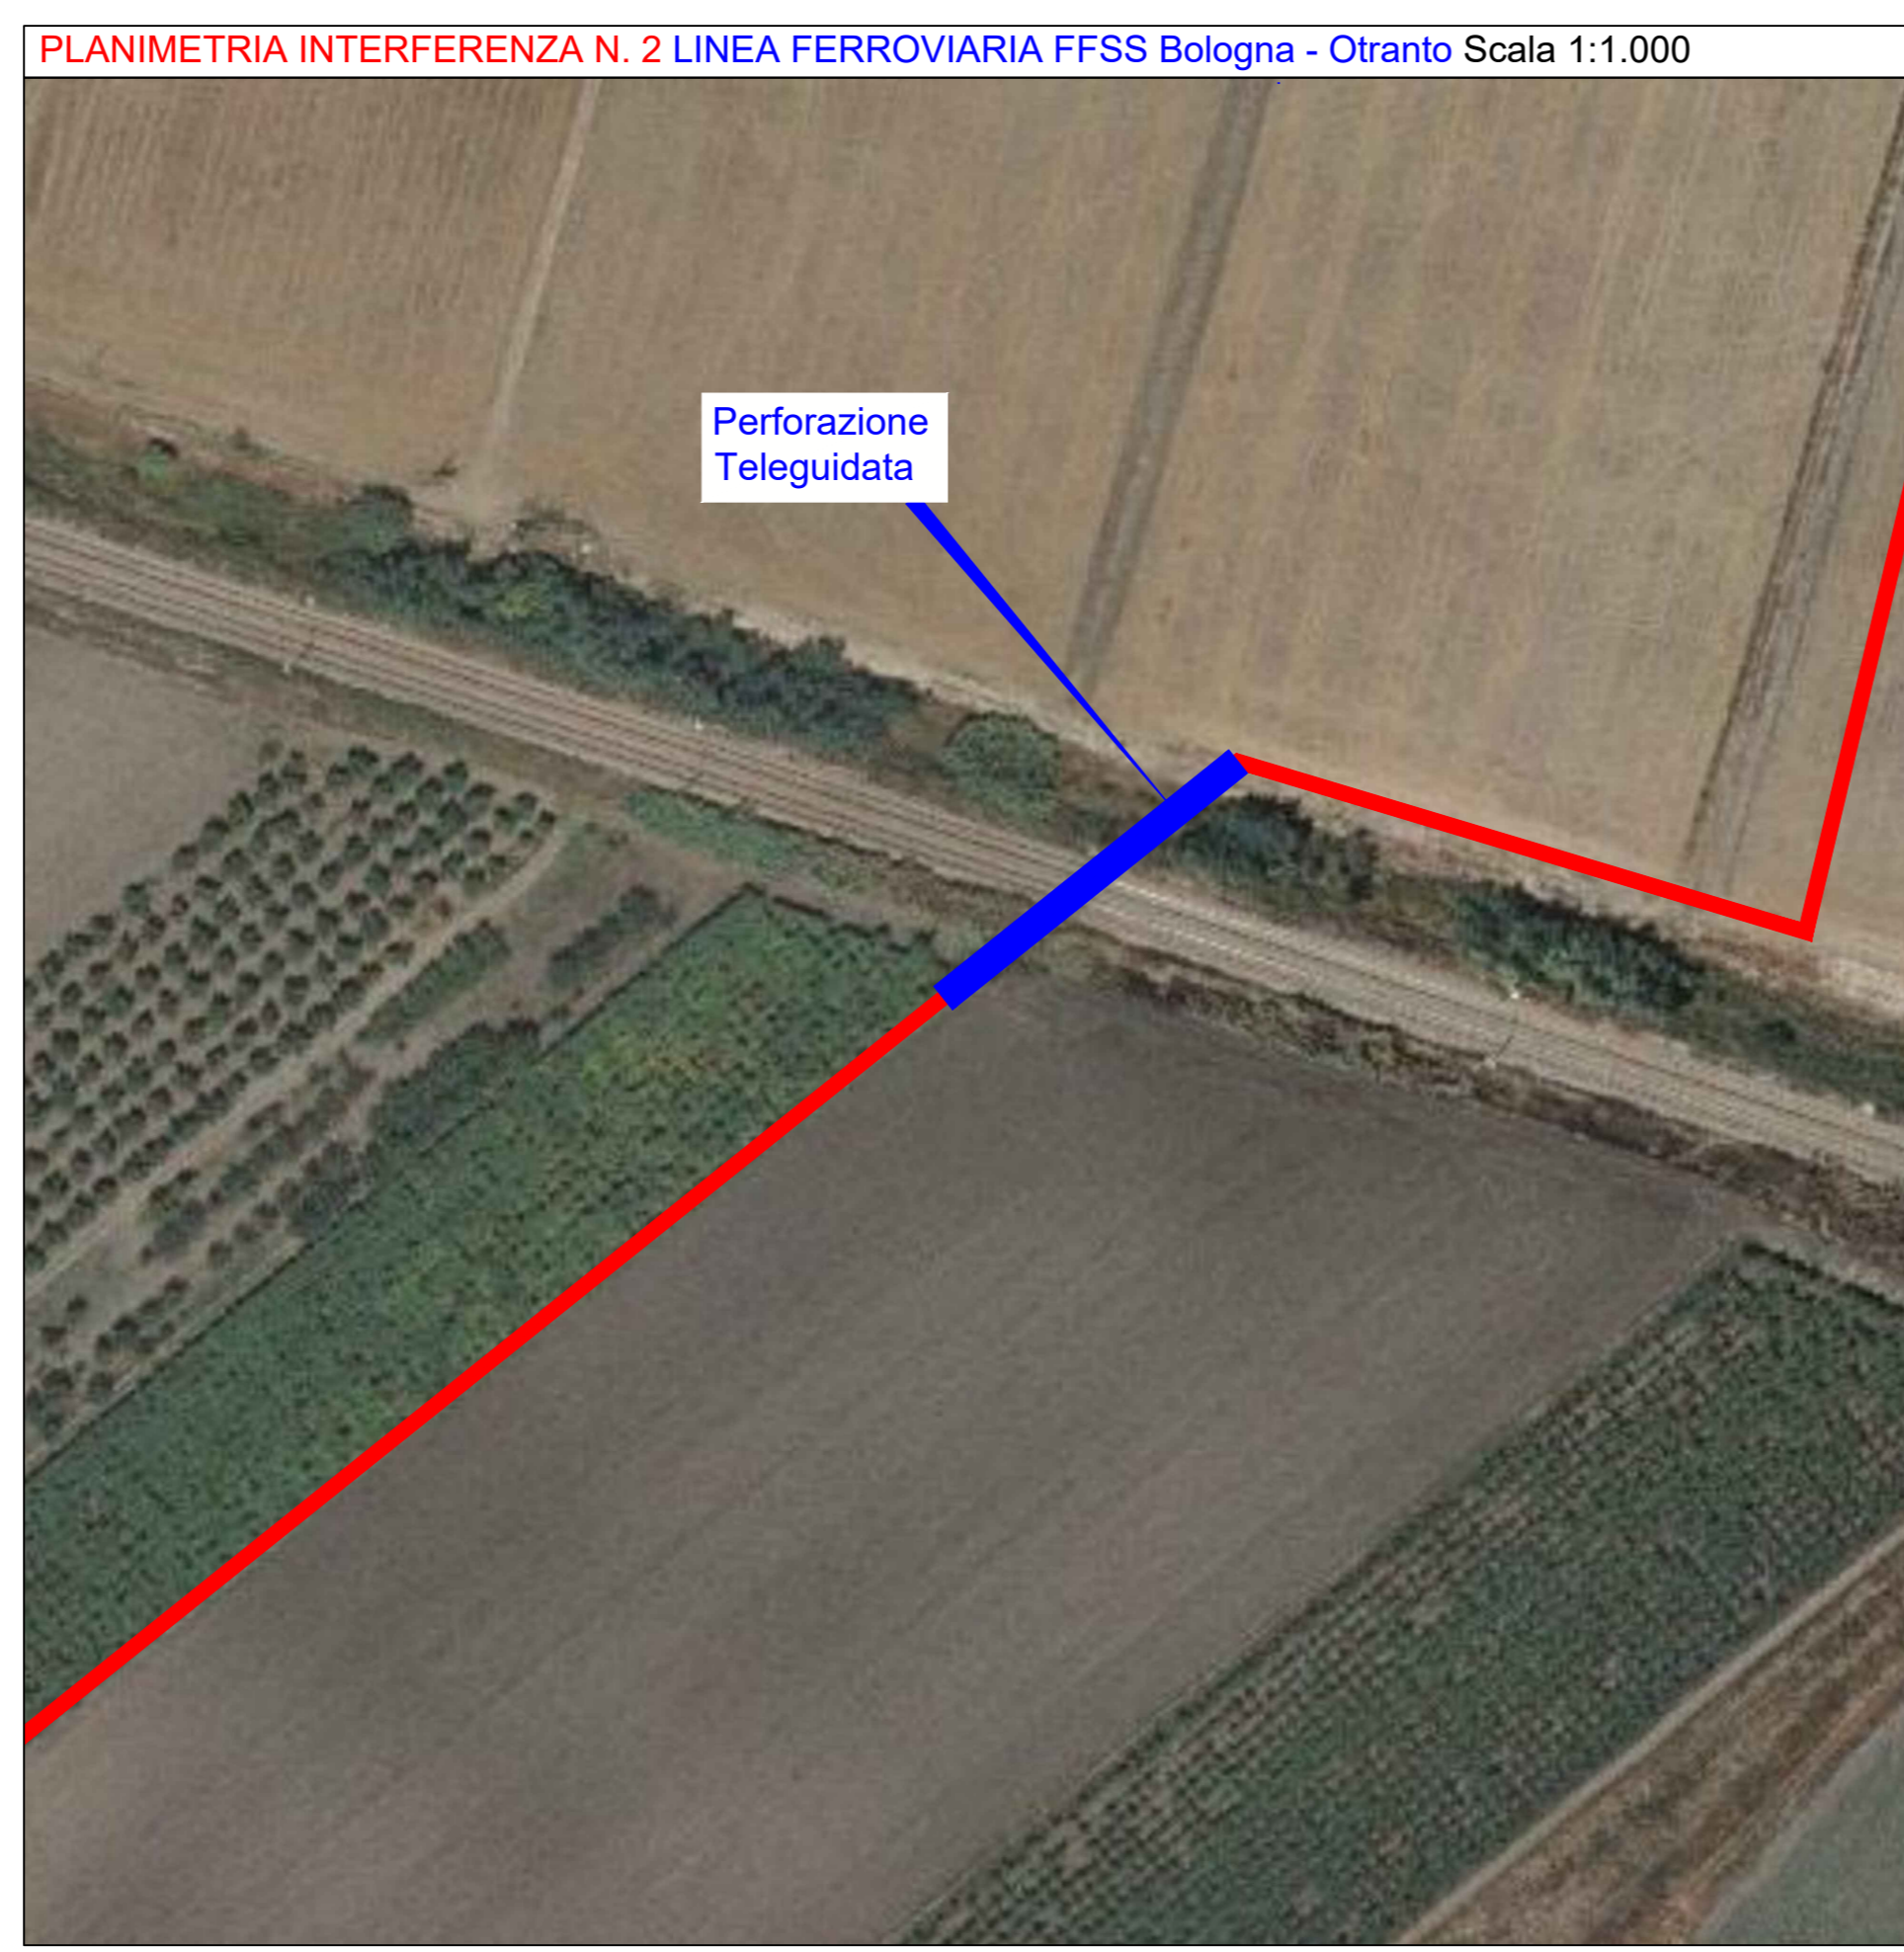 PLANIMETRIA INTERFERENZA N. 2 LINEA FERROVIARIA FFSS Bologna - Otranto Scala 1:1.000
Perforazione
Teleguidata